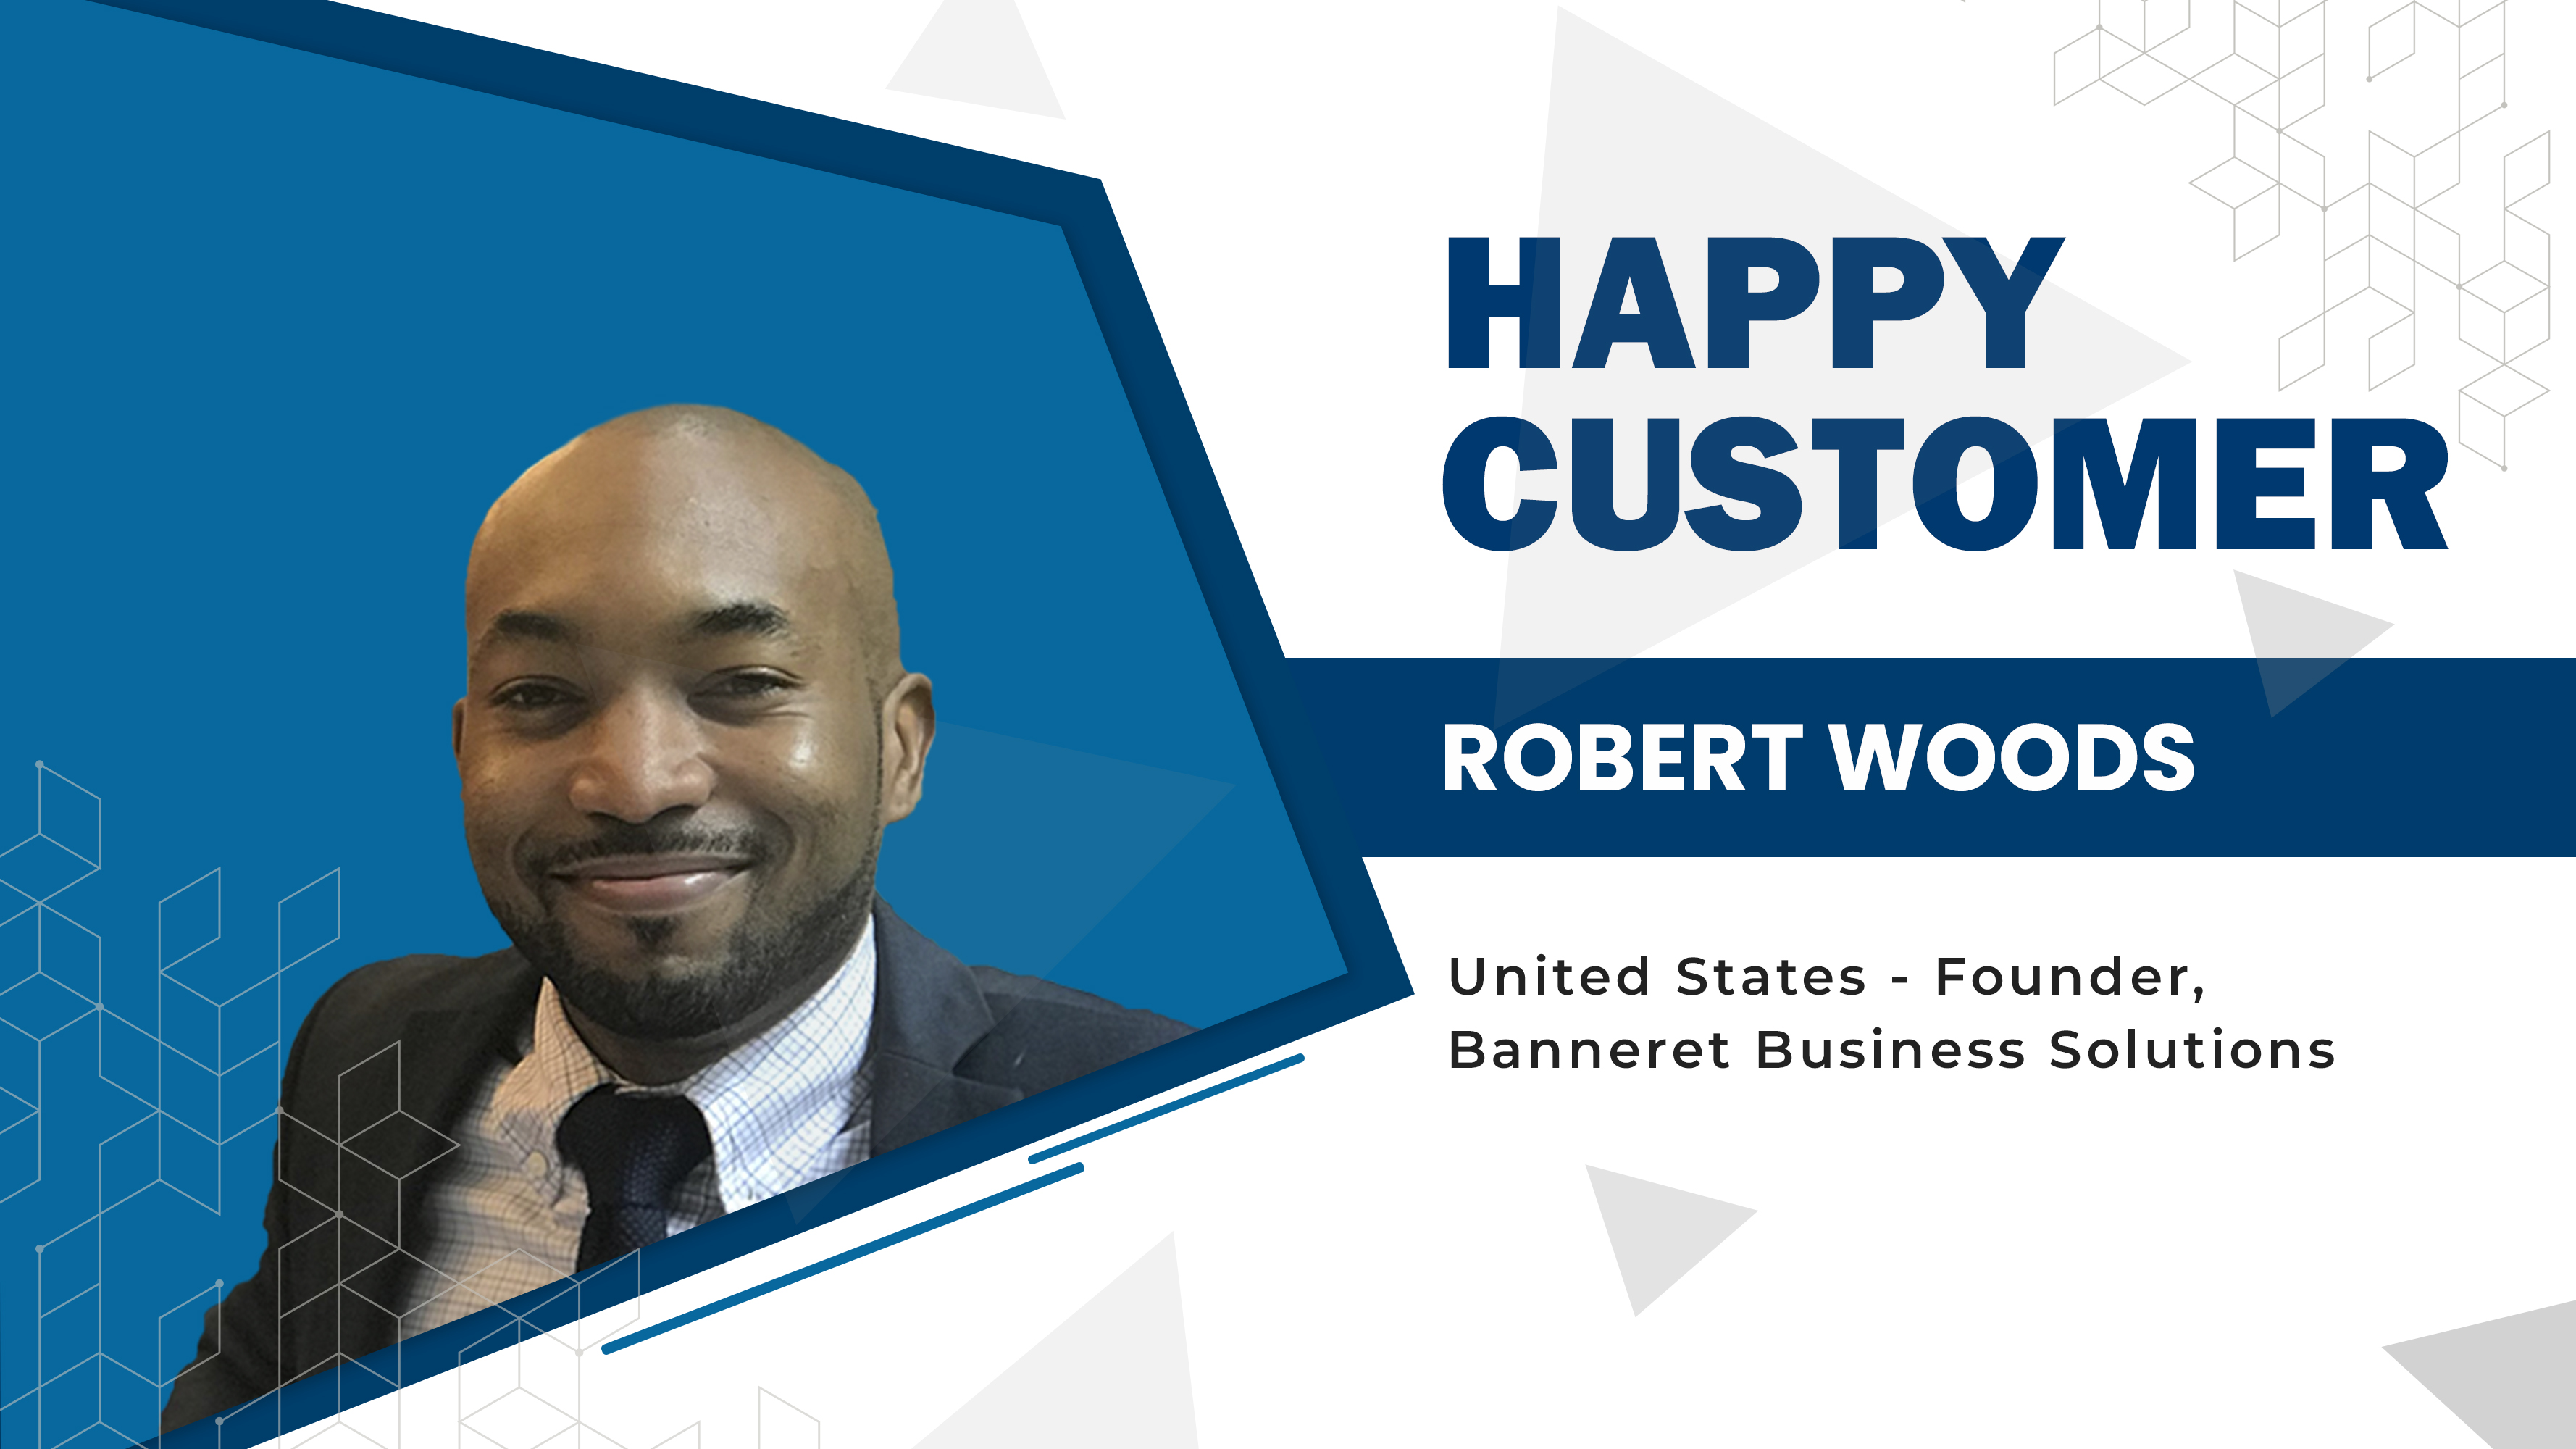 HAPPY
CUSTOMER
ROBERT WOODS
United States - Founder,
Banneret Business Solutions